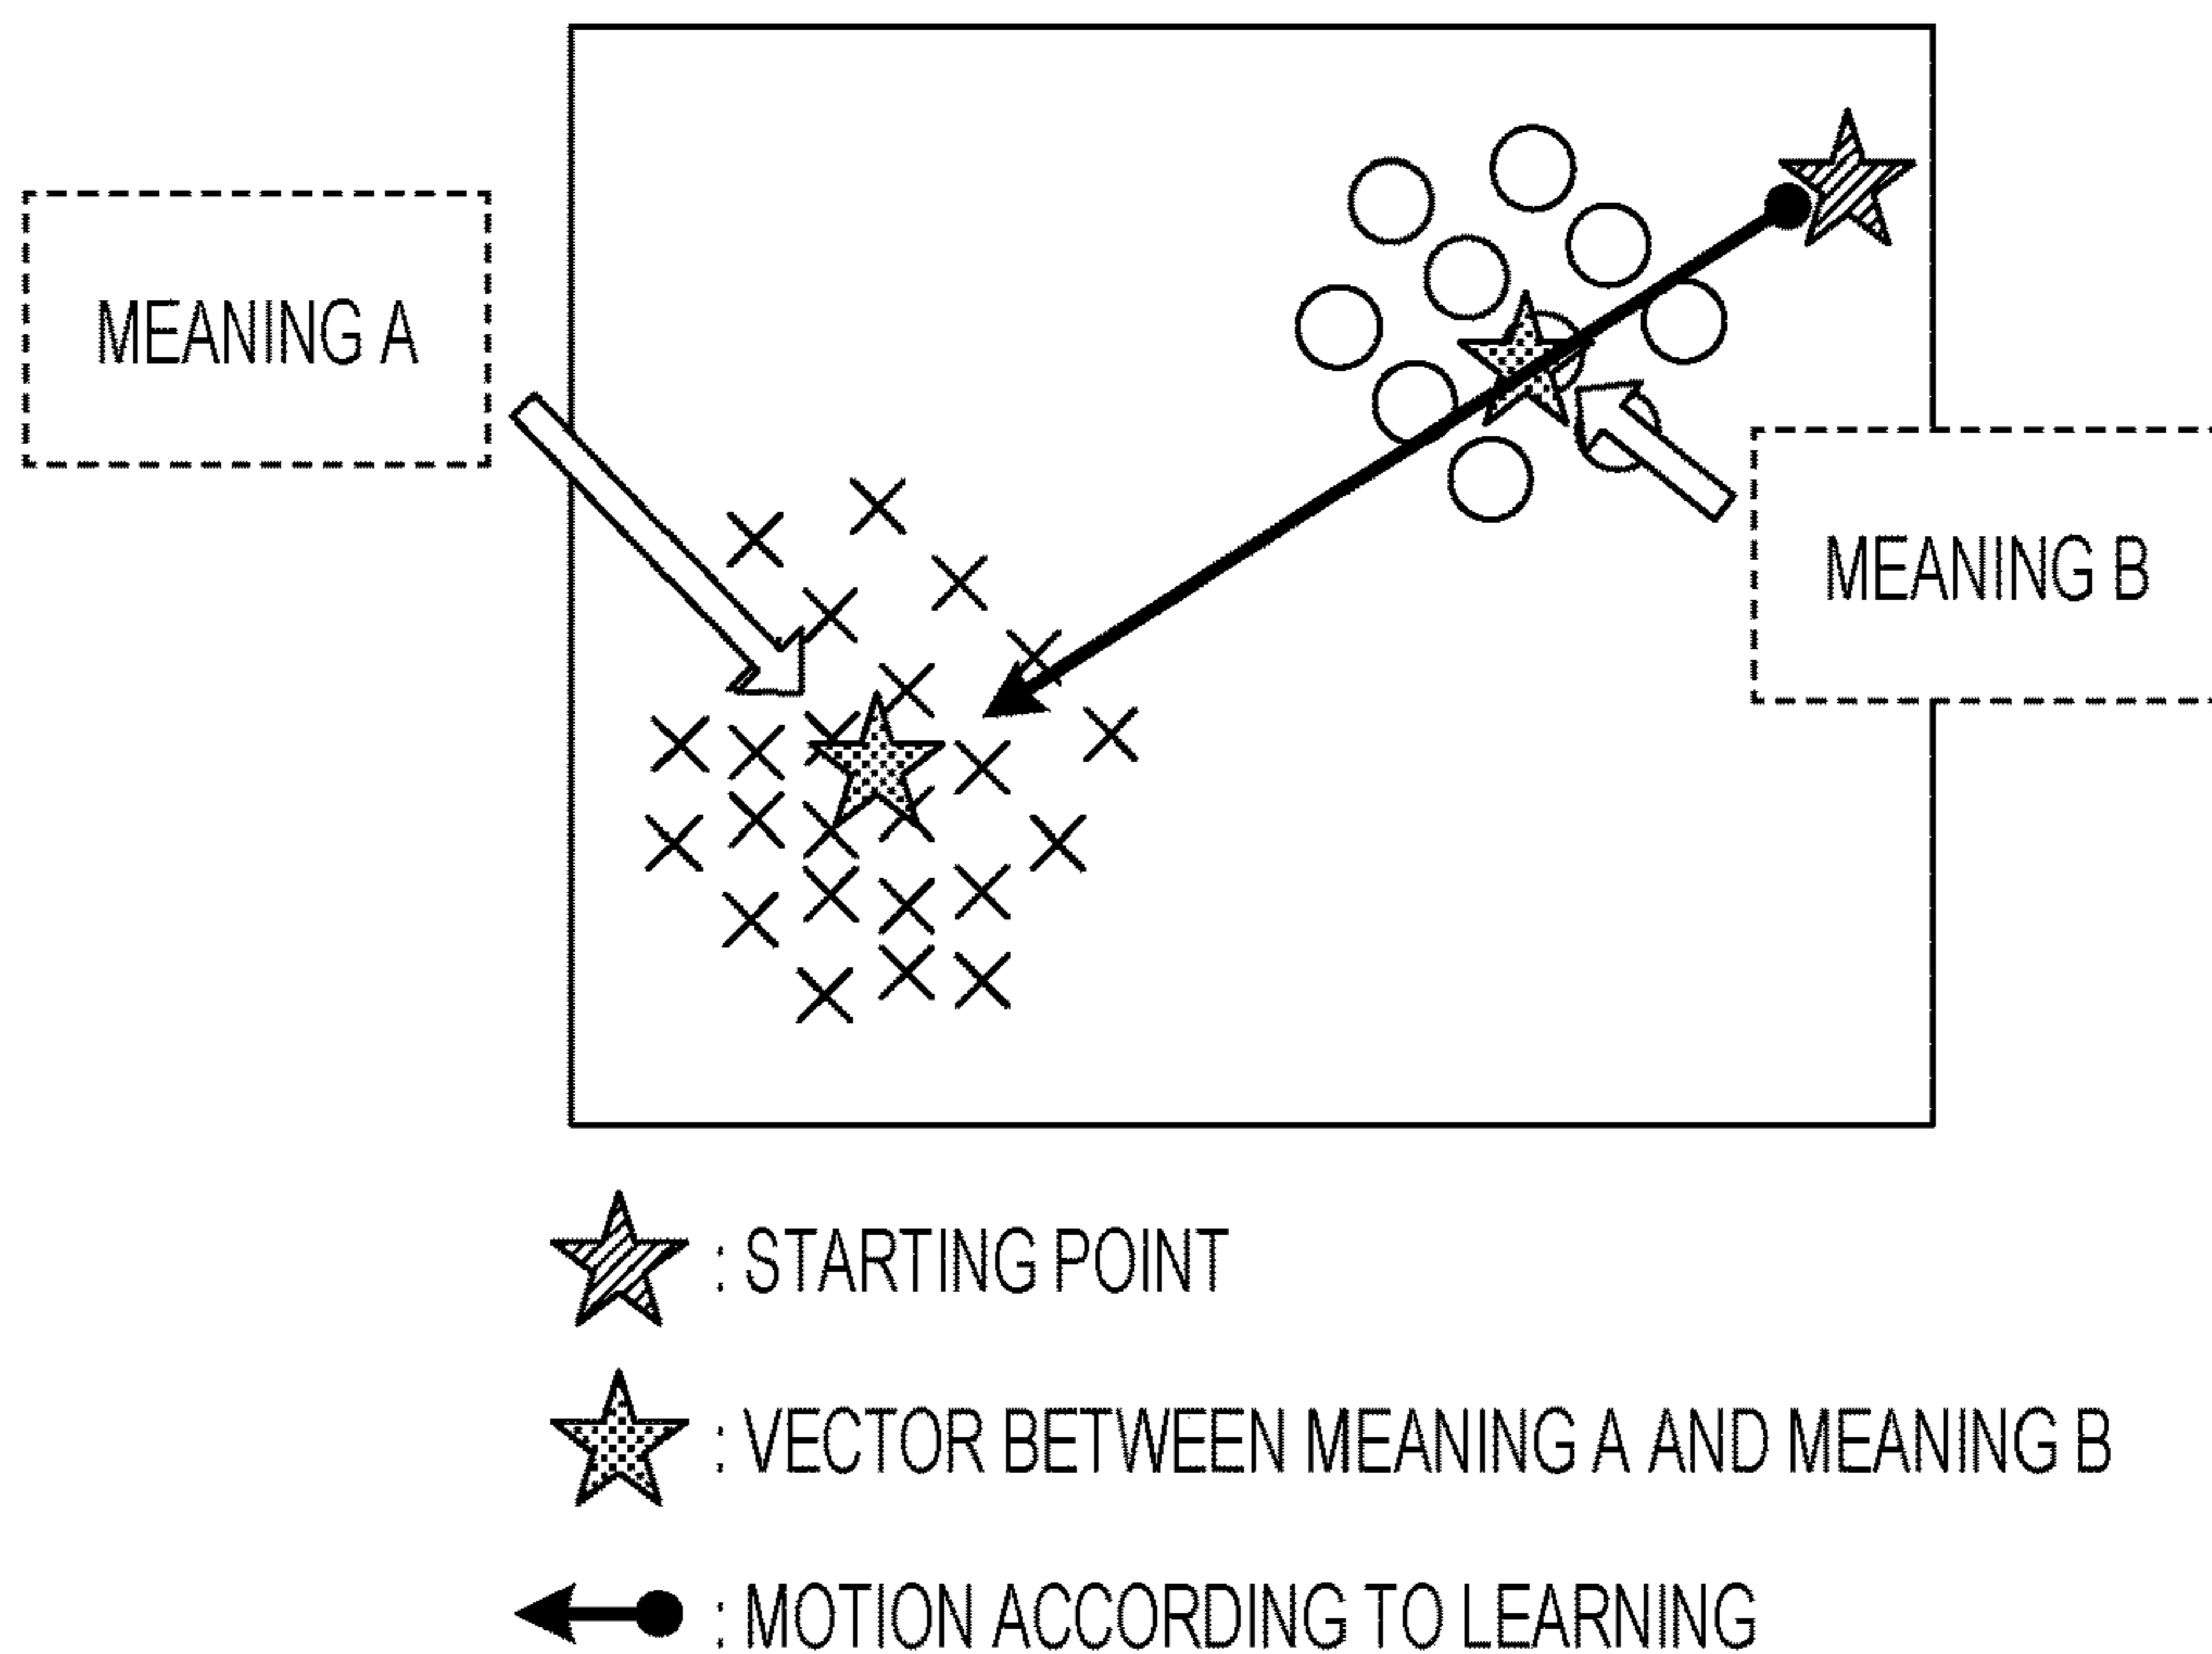 MEANING A
MEANING B
: STARTING POINT
: VECTOR BETWEEN MEANING A AND MEANING B
: MOTION ACCORDING TO LEARNING